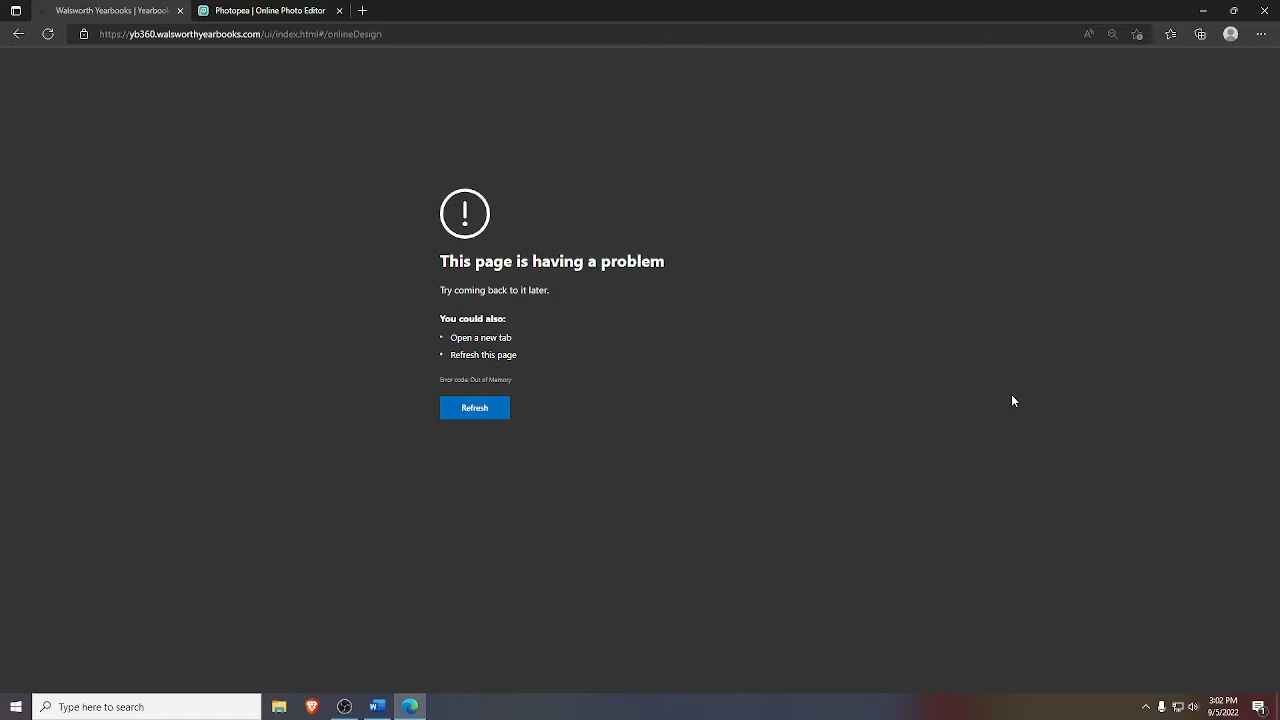 Walsworth Yearbooks | Yearbook
Photopea | Online Photo Editor
https://yb360.walsworthyearbooks.com/ui/index.html#/onlineDesign
This page is having a problem
Try coming back to it later.
You could also:
• Open a new tab
• Refresh this page
Error code: Out of Memory
Refresh
Type here to search
3:02 PM
9/5/2022